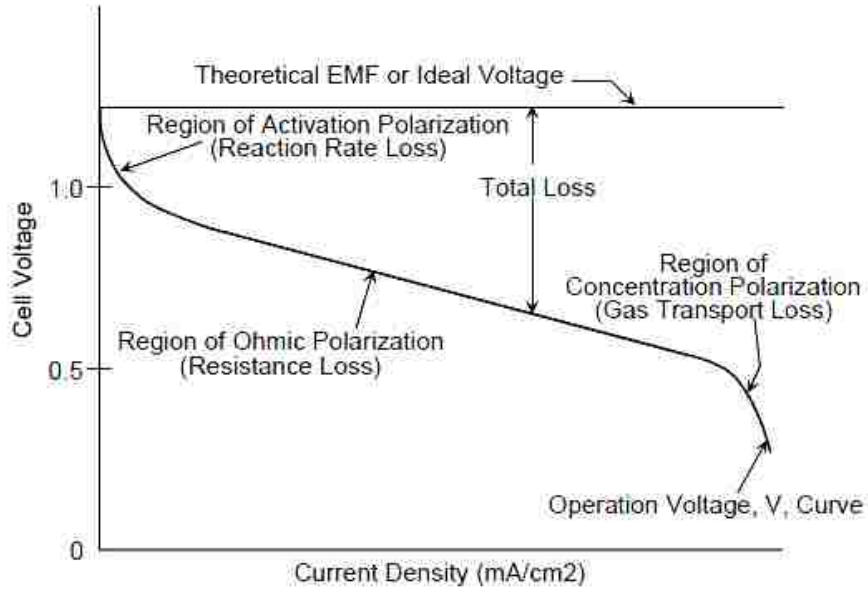 Theoretical EMF or Ideal Voltage
Region of Activation Polarization
(Reaction Rate Loss)
1.0
Total Loss
Cell Voltage
Region of
Concentration Polarization
(Gas Transport Loss)
Region of Ohmic Polarization
(Resistance Loss)
0.5
Operation Voltage, V, Curve
0
Current Density (mA/cm2)